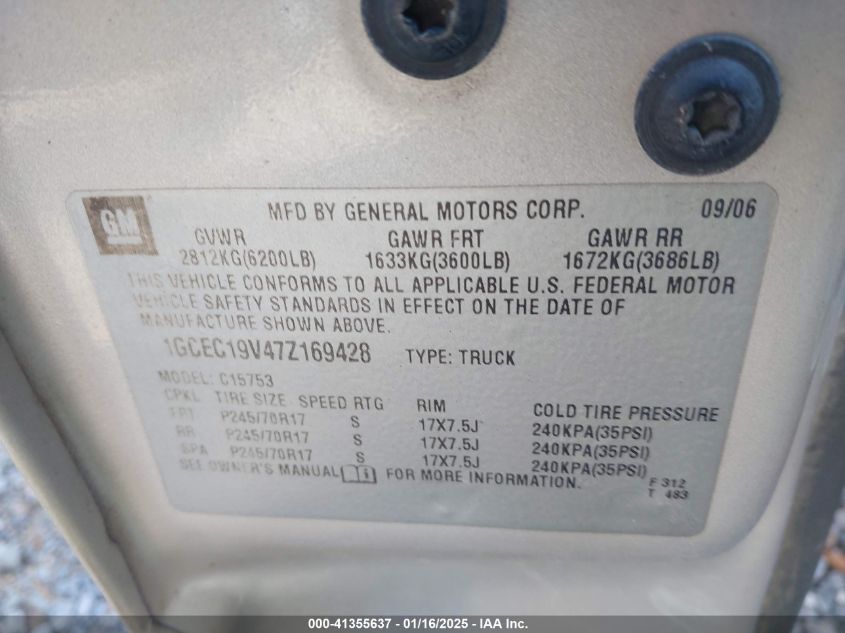 GM
MFD BY GENERAL MOTORS CORP. 09/06
GVWR GAWR FRT GAWR RR
2812KG(6200LB) 1633KG(3600LB) 1672KG(3686LB)
THIS VEHICLE CONFORMS TO ALL APPLICABLE U.S. FEDERAL MOTOR
VEHICLE SAFETY STANDARDS IN EFFECT ON THE DATE OF
MANUFACTURE SHOWN ABOVE.
1GCEC19V47Z169428 TYPE: TRUCK
MODEL: C15753
CPKL TIRE SIZE SPEED RTG RIM COLD TIRE PRESSURE
FRT P245/70R17 S 17X7.5J 240KPA(35PSI)
RR P245/70R17 S 17X7.5J 240KPA(35PSI)
SPA P245/70R17 S 17X7.5J 240KPA(35PSI)
SEE OWNER'S MANUAL FOR MORE INFORMATION.
F 312
T 483
000-41355637 - 01/16/2025 - IAA Inc.